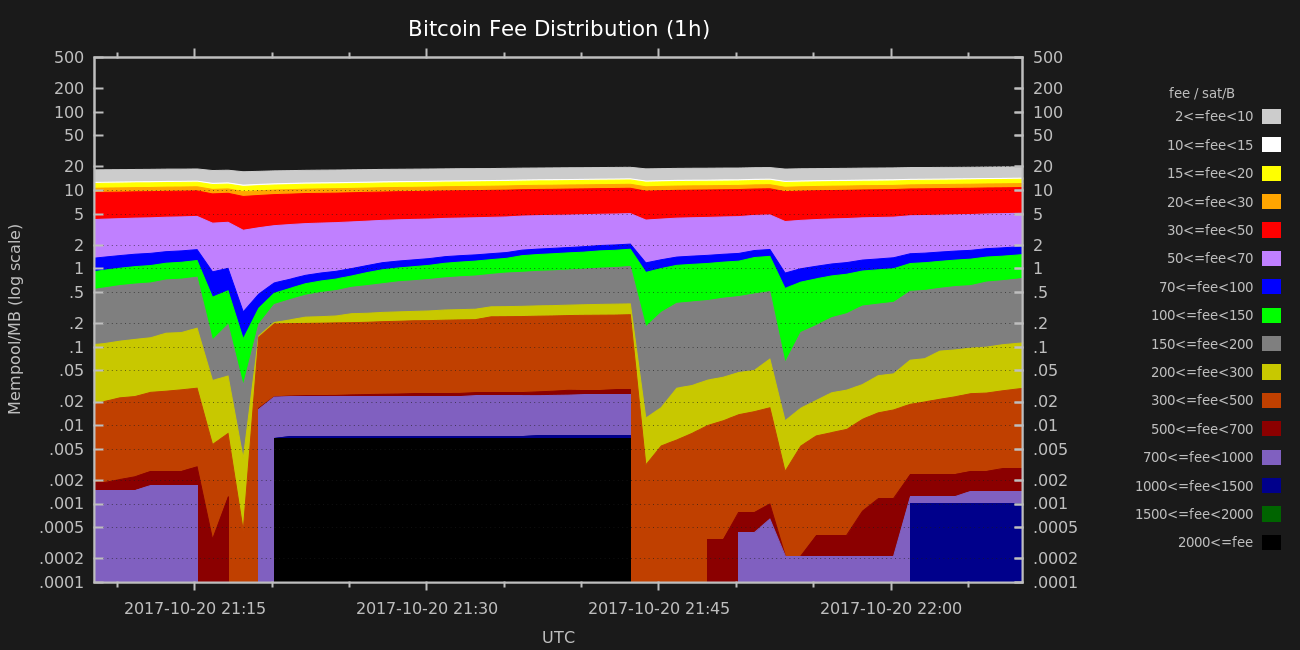 Bitcoin Fee Distribution (1h)
500 500
200 200
100 100
50 50
20 20
10 10
5 5
2 2
1 1
.5 .5
.2 .2
.1 .1
.05 .05
.02 .02
.01 .01
.005 .005
.002 .002
.001 .001
.0005 .0005
.0002 .0002
.0001 .0001
Mempool/MB (log scale)
2017-10-20 21:15 2017-10-20 21:30 2017-10-20 21:45 2017-10-20 22:00
UTC
fee / sat/B
2<=fee<10
10<=fee<15
15<=fee<20
20<=fee<30
30<=fee<50
50<=fee<70
70<=fee<100
100<=fee<150
150<=fee<200
200<=fee<300
300<=fee<500
500<=fee<700
700<=fee<1000
1000<=fee<1500
1500<=fee<2000
2000<=fee